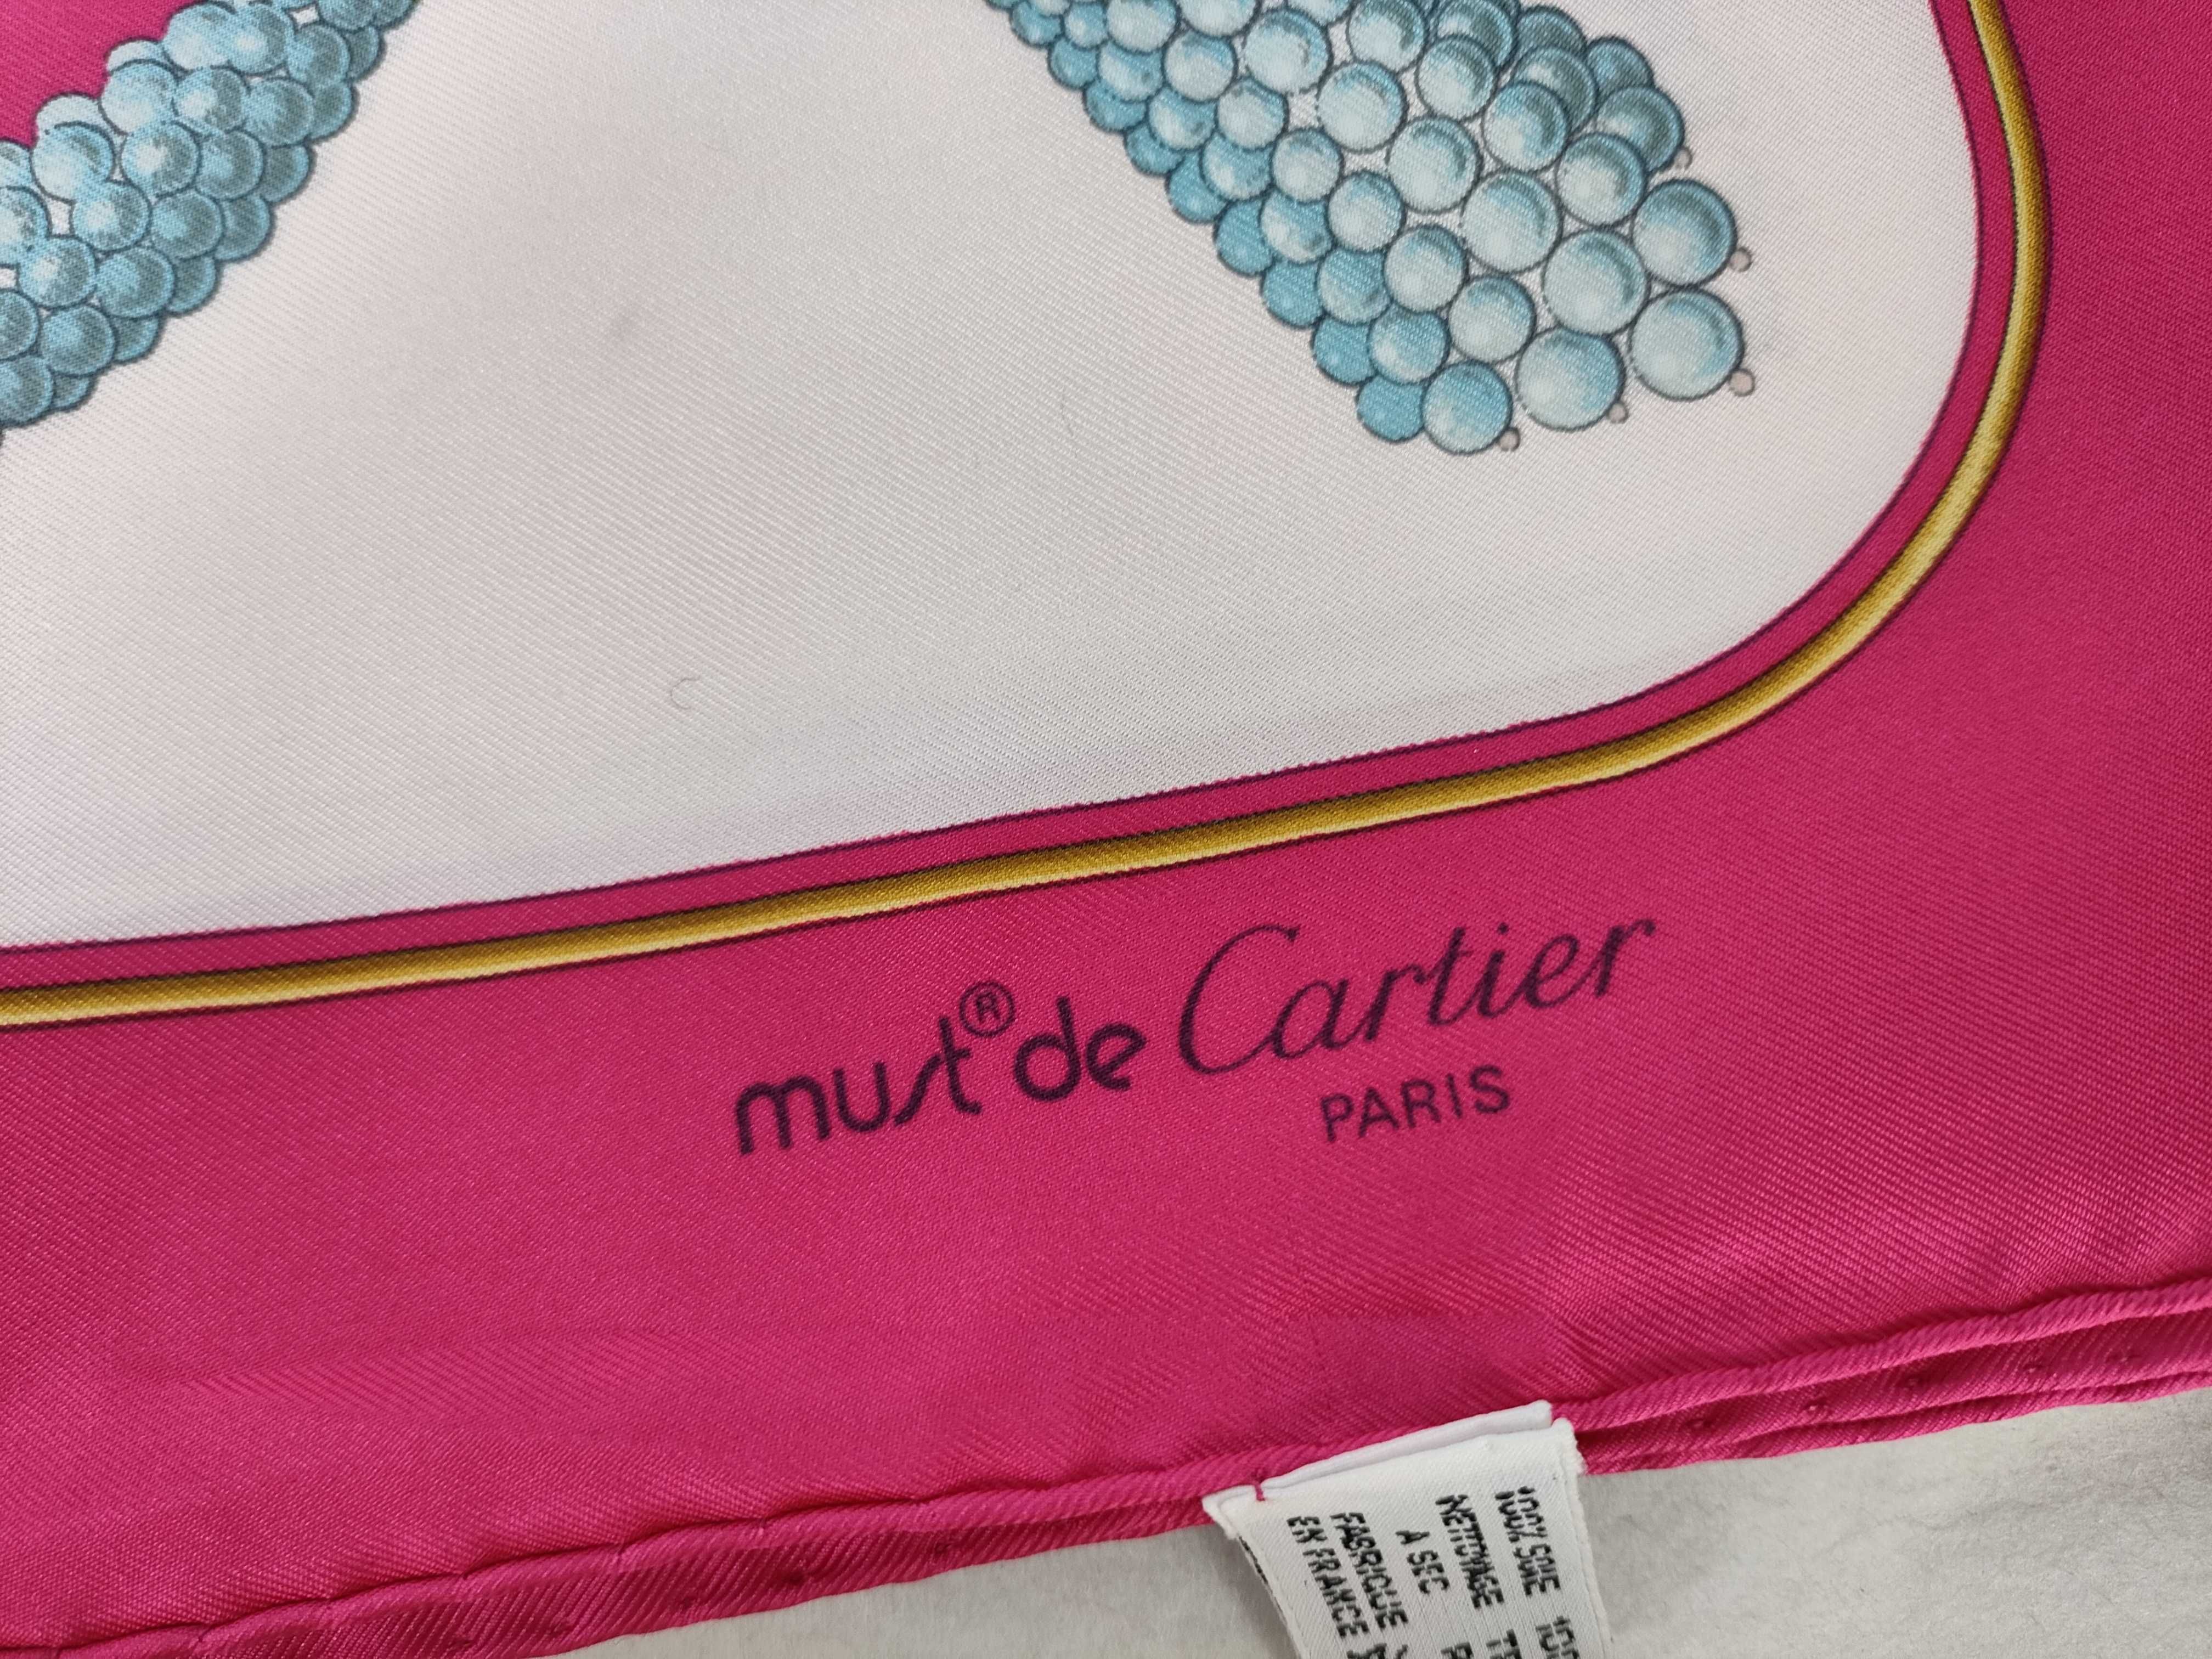 must® de Cartier
PARIS
100% SOIE
NETTOYAGE
A SEC
FABRIQUE
EN FRANCE